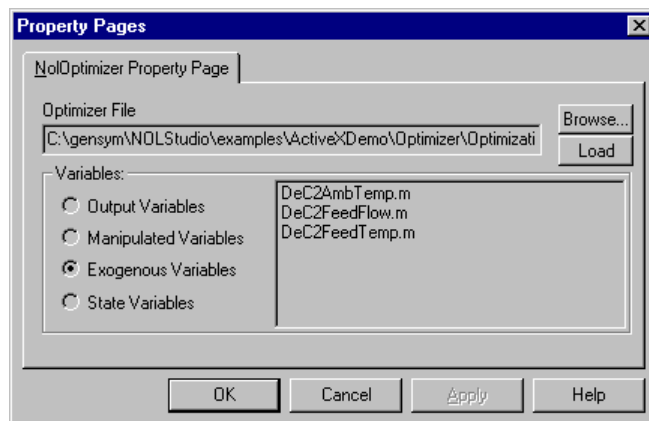 Property Pages
NolOptimizer Property Page
Optimizer File
C:\gensym\NOLStudio\examples\ActiveXDemo\Optimizer\Optimizati
Browse...
Load
Variables:
Output Variables
Manipulated Variables
Exogenous Variables
State Variables
DeC2AmbTemp.m
DeC2FeedFlow.m
DeC2FeedTemp.m
OK Cancel Apply Help